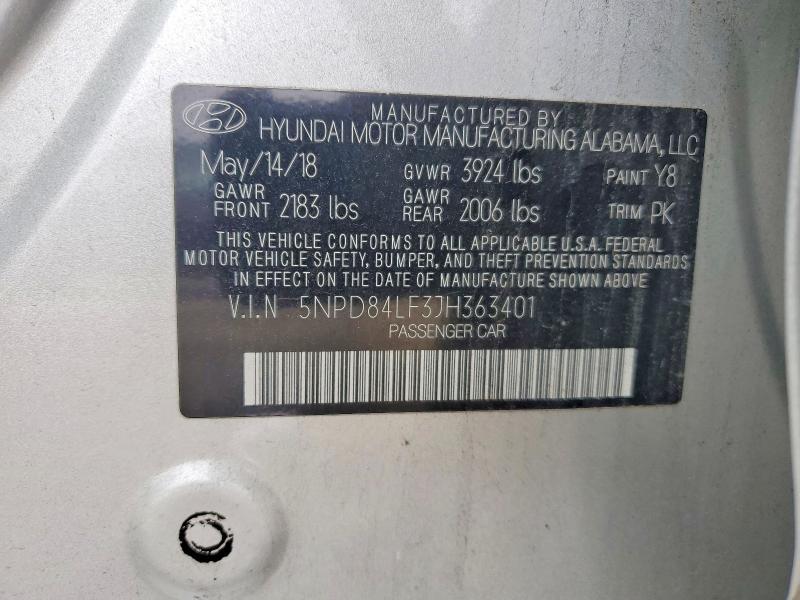 MANUFACTURED BY
HYUNDAI MOTOR MANUFACTURING ALABAMA, LLC
May/14/18 GVWR 3924 lbs PAINT Y8
GAWR FRONT 2183 lbs GAWR REAR 2006 lbs TRIM PK
THIS VEHICLE CONFORMS TO ALL APPLICABLE U.S.A. FEDERAL
MOTOR VEHICLE SAFETY, BUMPER, AND THEFT PREVENTION STANDARDS
IN EFFECT ON THE DATE OF MANUFACTURE SHOWN ABOVE
V.I.N 5NPD84LF3JH363401
PASSENGER CAR